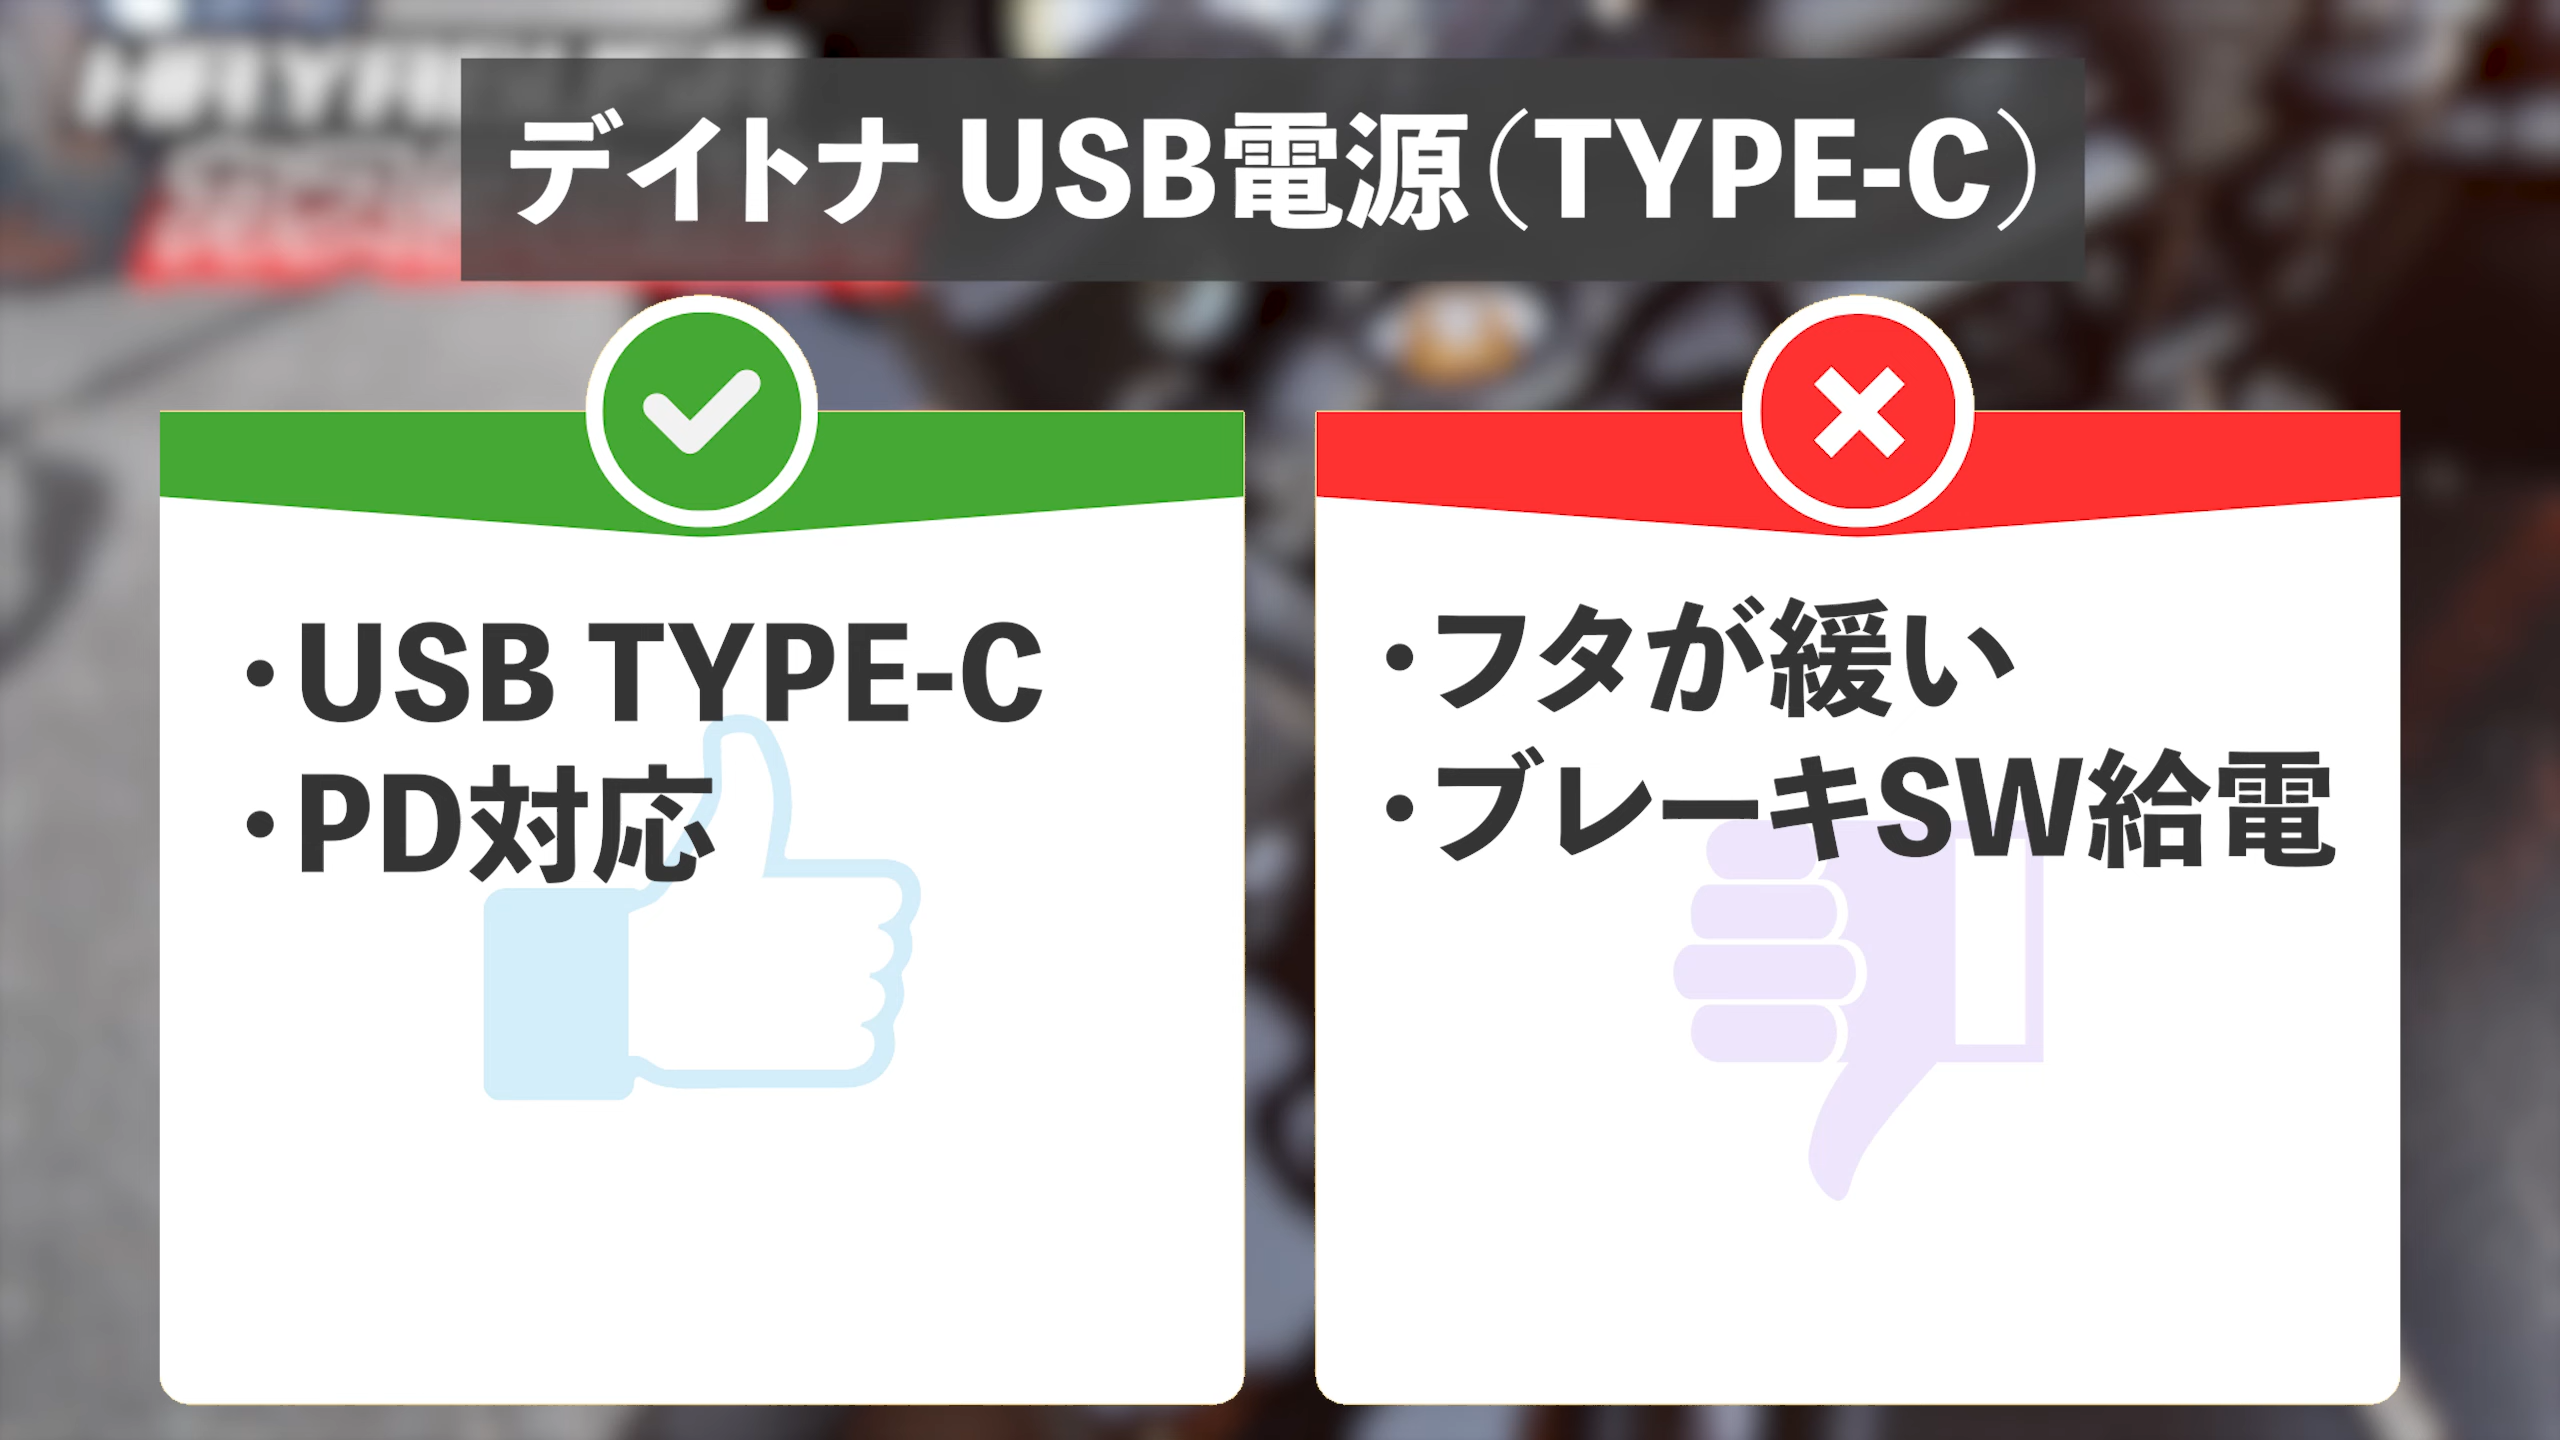 デイトナ USB電源（TYPE-C）
・USB TYPE-C
・PD対応
・フタが緩い
・ブレーキSW給電